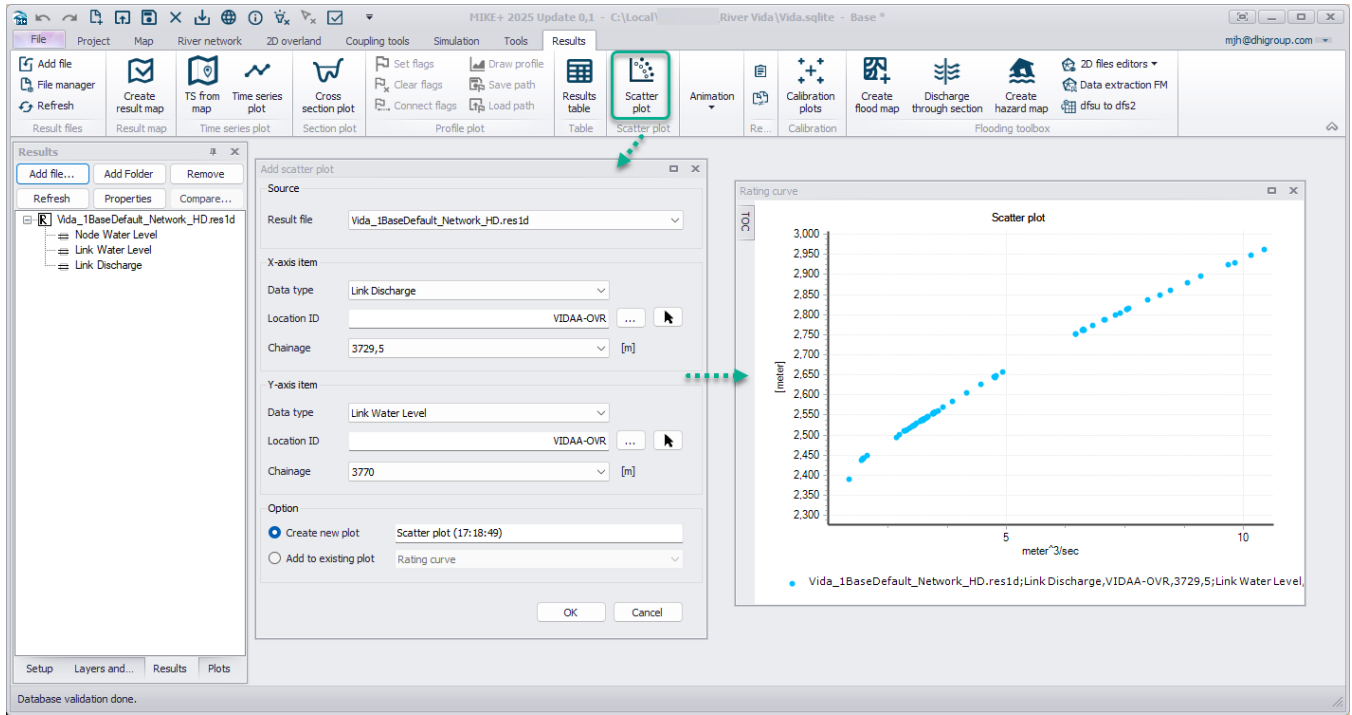 MIKE+ 2025 Update 0,1 - C:\Local\ River Vida\Vida.sqlite - Base *
File Project Map River network 2D overland Coupling tools Simulation Tools Results mjh@dhigroup.com
Add file
File manager
Refresh
Result files
Create result map
Result map
TS from map
Time series plot
Time series plot
Cross section plot
Section plot
Set flags
Clear flags
Connect flags
Draw profile
Save path
Load path
Profile plot
Results table
Table
Scatter plot
Scatter plot
Animation
Re...
Calibration plots
Calibration
Create flood map
Discharge through section
Create hazard map
2D files editors
Data extraction FM
dfsu to dfs2
Flooding toolbox
Results
Add file... Add Folder Remove
Refresh Properties Compare...
R Vida_1BaseDefault_Network_HD.res1d
Node Water Level
Link Water Level
Link Discharge
Setup Layers and... Results Plots
Database validation done.
Add scatter plot
Source
Result file Vida_1BaseDefault_Network_HD.res1d
X-axis item
Data type Link Discharge
Location ID VIDAA-OVR ...
Chainage 3729,5 [m]
Y-axis item
Data type Link Water Level
Location ID VIDAA-OVR ...
Chainage 3770 [m]
Option
Create new plot Scatter plot (17:18:49)
Add to existing plot Rating curve
OK Cancel
Rating curve
TOC
Scatter plot
3,000
2,950
2,900
2,850
2,800
2,750
2,700
2,650
2,600
2,550
2,500
2,450
2,400
2,350
2,300
[meter]
5 10
meter^3/sec
Vida_1BaseDefault_Network_HD.res1d;Link Discharge,VIDAA-OVR,3729,5;Link Water Level,